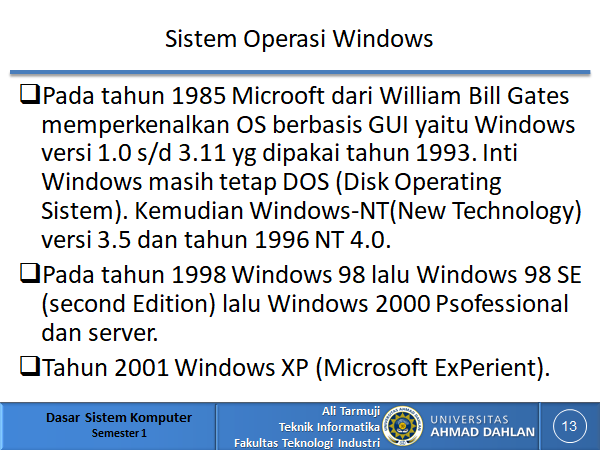 Sistem Operasi Windows
❑Pada tahun 1985 Microoft dari William Bill Gates
memperkenalkan OS berbasis GUI yaitu Windows
versi 1.0 s/d 3.11 yg dipakai tahun 1993. Inti
Windows masih tetap DOS (Disk Operating
Sistem). Kemudian Windows-NT(New Technology)
versi 3.5 dan tahun 1996 NT 4.0.
❑Pada tahun 1998 Windows 98 lalu Windows 98 SE
(second Edition) lalu Windows 2000 Psofessional
dan server.
❑Tahun 2001 Windows XP (Microsoft ExPerient).
Dasar Sistem Komputer
Semester 1
Ali Tarmuji
Teknik Informatika
Fakultas Teknologi Industri
UNIVERSITAS
AHMAD DAHLAN
13